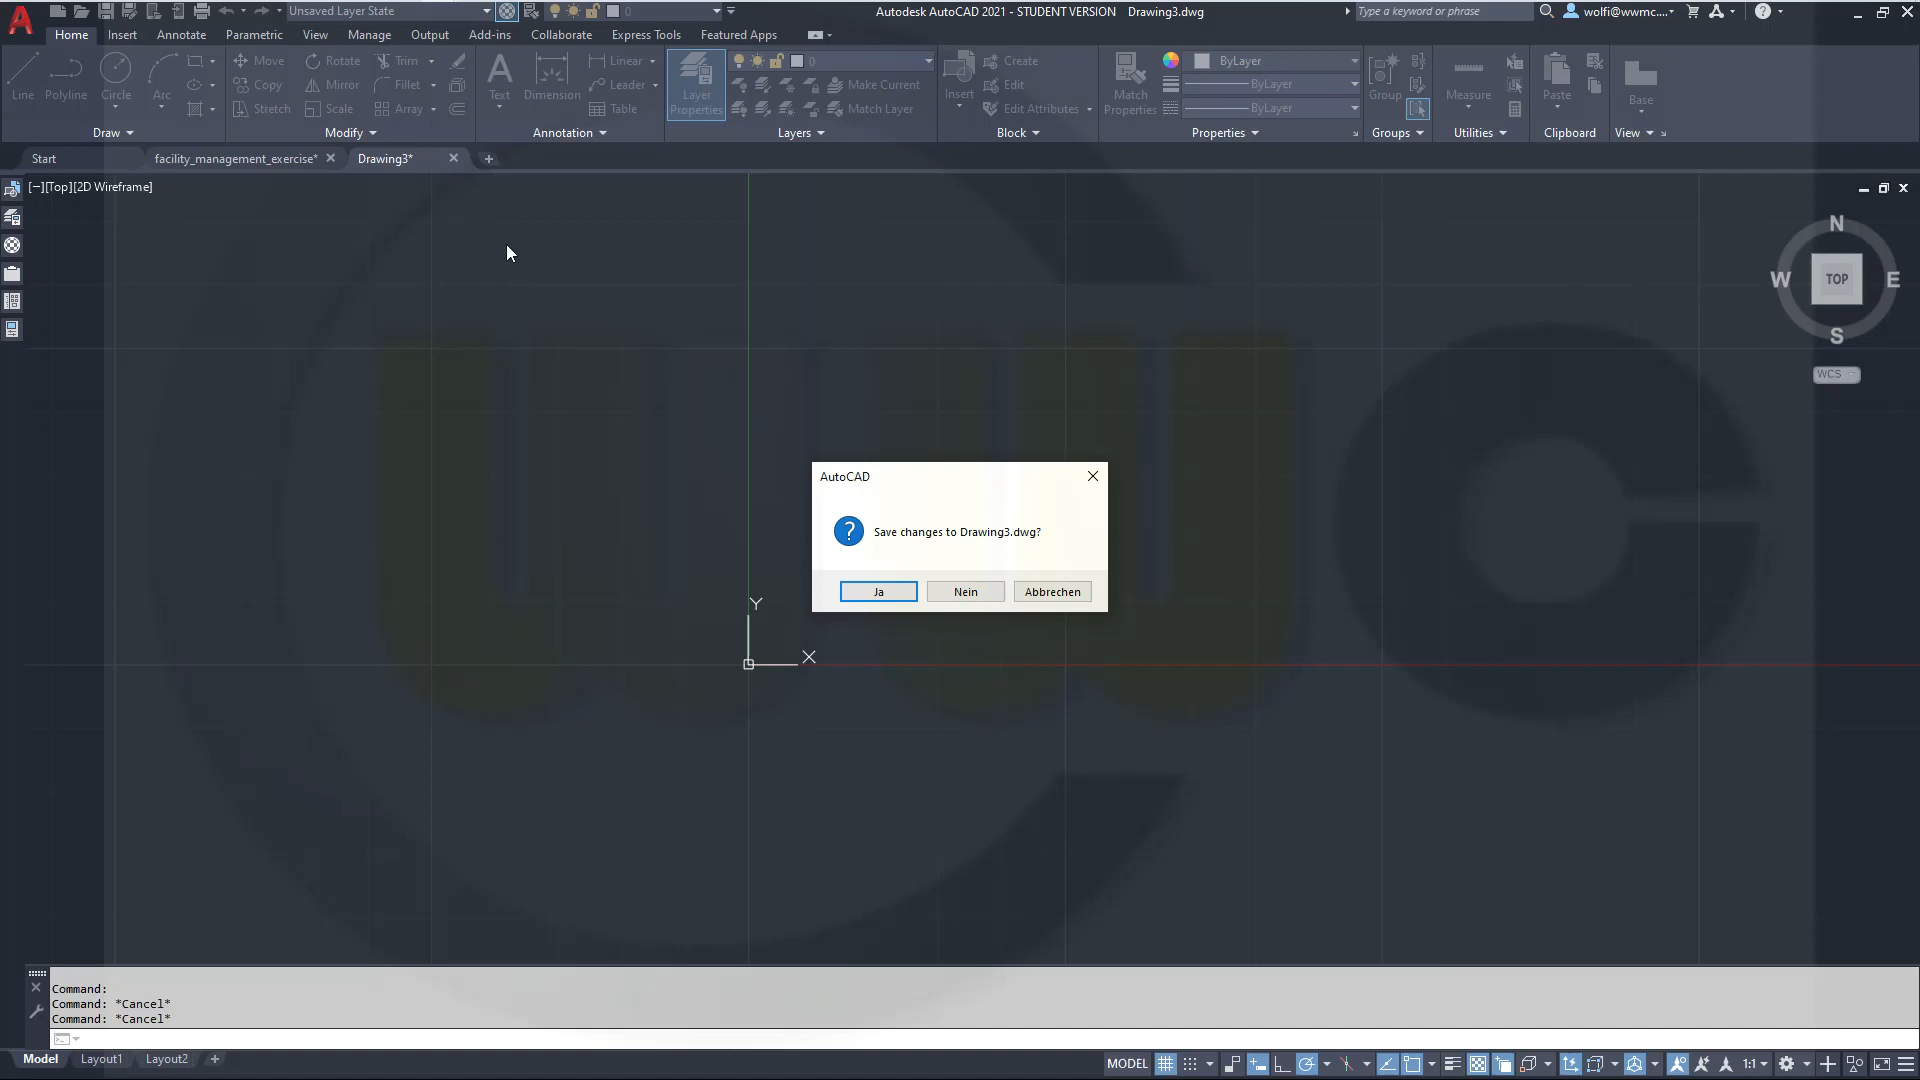 Unsaved Layer State
0
Autodesk AutoCAD 2021 - STUDENT VERSION Drawing3.dwg
Type a keyword or phrase
wolfi@wwmc....
Home Insert Annotate Parametric View Manage Output Add-ins Collaborate Express Tools Featured Apps
Line Polyline Circle Arc
Draw
Move Rotate Trim
Copy Mirror Fillet
Stretch Scale Array
Modify
Text Dimension
Linear
Leader
Table
Annotation
Layer Properties
0
Make Current
Match Layer
Layers
Insert
Create
Edit
Edit Attributes
Block
Match Properties
ByLayer
ByLayer
ByLayer
Properties
Group
Groups
Measure
Utilities
Paste
Clipboard
Base
View
Start facility_management_exercise* Drawing3*
[−][Top][2D Wireframe]
N
W TOP E
S
WCS
wwc
AutoCAD
Save changes to Drawing3.dwg?
Ja Nein Abbrechen
Y
X
Command:
Command: *Cancel*
Command: *Cancel*
Model Layout1 Layout2
MODEL
1:1